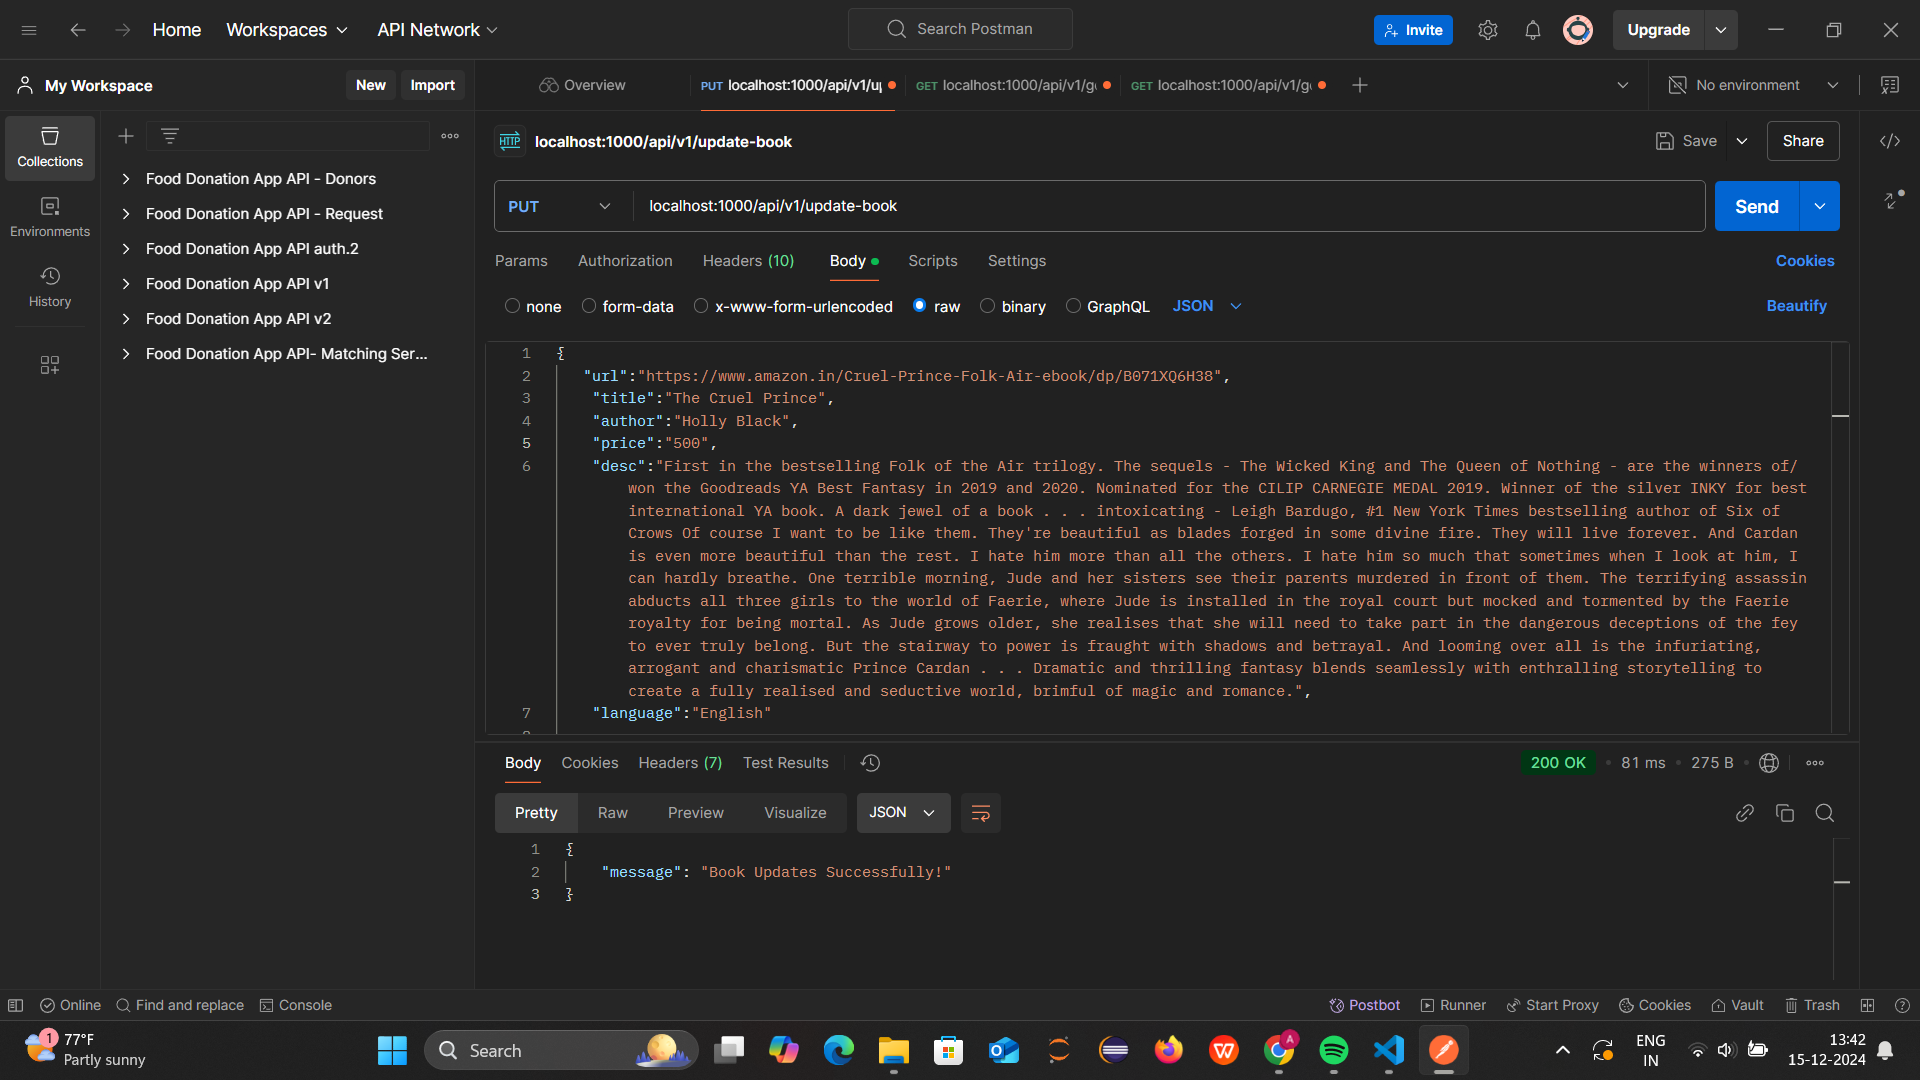 Home
Workspaces
API Network
Search Postman
Invite
Upgrade
My Workspace
New
Import
Overview
PUT localhost:1000/api/v1/u
GET localhost:1000/api/v1/g
GET localhost:1000/api/v1/g
No environment
Collections
Environments
History
Food Donation App API - Donors
Food Donation App API - Request
Food Donation App API auth.2
Food Donation App API v1
Food Donation App API v2
Food Donation App API- Matching Ser...
HTTP localhost:1000/api/v1/update-book
Save
Share
PUT
localhost:1000/api/v1/update-book
Send
Params
Authorization
Headers (10)
Body
Scripts
Settings
Cookies
none
form-data
x-www-form-urlencoded
raw
binary
GraphQL
JSON
Beautify
1 {
2 "url":"https://www.amazon.in/Cruel-Prince-Folk-Air-ebook/dp/B071XQ6H38",
3 "title":"The Cruel Prince",
4 "author":"Holly Black",
5 "price":"500",
6 "desc":"First in the bestselling Folk of the Air trilogy. The sequels - The Wicked King and The Queen of Nothing - are the winners of/
won the Goodreads YA Best Fantasy in 2019 and 2020. Nominated for the CILIP CARNEGIE MEDAL 2019. Winner of the silver INKY for best
international YA book. A dark jewel of a book . . . intoxicating - Leigh Bardugo, #1 New York Times bestselling author of Six of
Crows Of course I want to be like them. They're beautiful as blades forged in some divine fire. They will live forever. And Cardan
is even more beautiful than the rest. I hate him more than all the others. I hate him so much that sometimes when I look at him, I
can hardly breathe. One terrible morning, Jude and her sisters see their parents murdered in front of them. The terrifying assassin
abducts all three girls to the world of Faerie, where Jude is installed in the royal court but mocked and tormented by the Faerie
royalty for being mortal. As Jude grows older, she realises that she will need to take part in the dangerous deceptions of the fey
to ever truly belong. But the stairway to power is fraught with shadows and betrayal. And looming over all is the infuriating,
arrogant and charismatic Prince Cardan . . . Dramatic and thrilling fantasy blends seamlessly with enthralling storytelling to
create a fully realised and seductive world, brimful of magic and romance.",
7 "language":"English"
Body
Cookies
Headers (7)
Test Results
200 OK
81 ms
275 B
Pretty
Raw
Preview
Visualize
JSON
1 {
2 "message": "Book Updates Successfully!"
3 }
Online
Find and replace
Console
Postbot
Runner
Start Proxy
Cookies
Vault
Trash
1
77°F
Partly sunny
Search
A
ENG
IN
13:42
15-12-2024